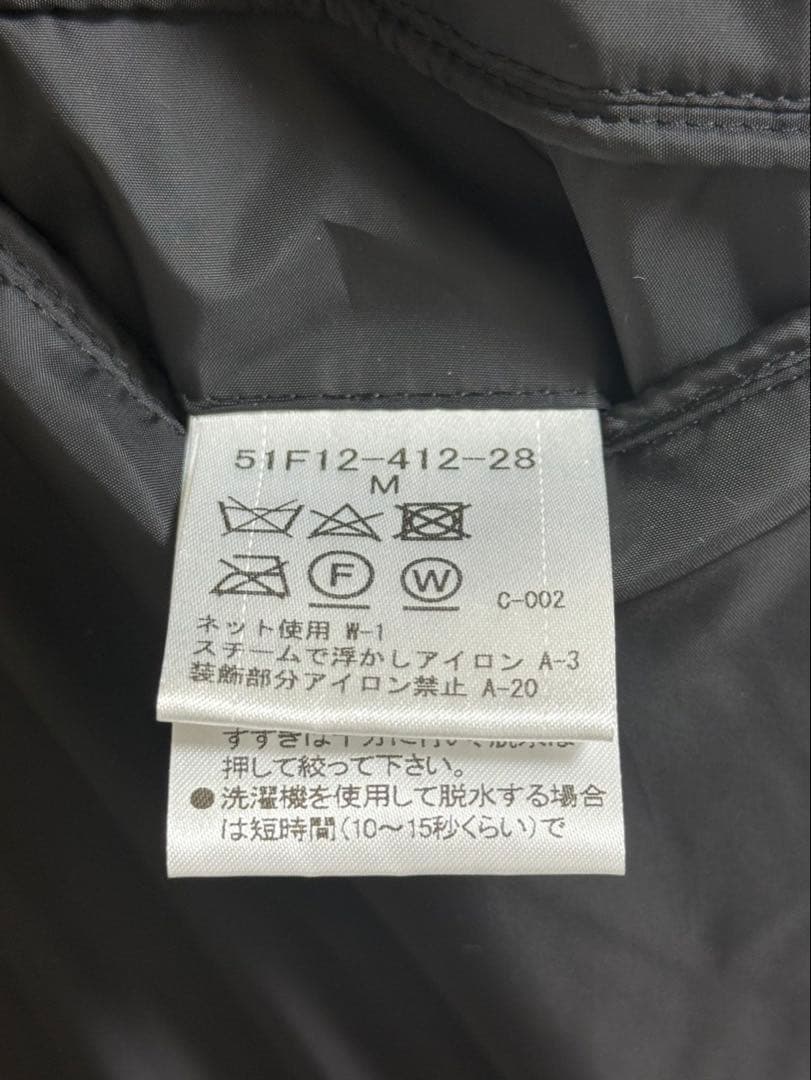 51F12-412-28
M
F W C-002
ネット使用 W-1
スチームで浮かしアイロン A-3
装飾部分アイロン禁止 A-20
押して絞って下さい。
●洗濯機を使用して脱水する場合
は短時間(10〜15秒くらい)で